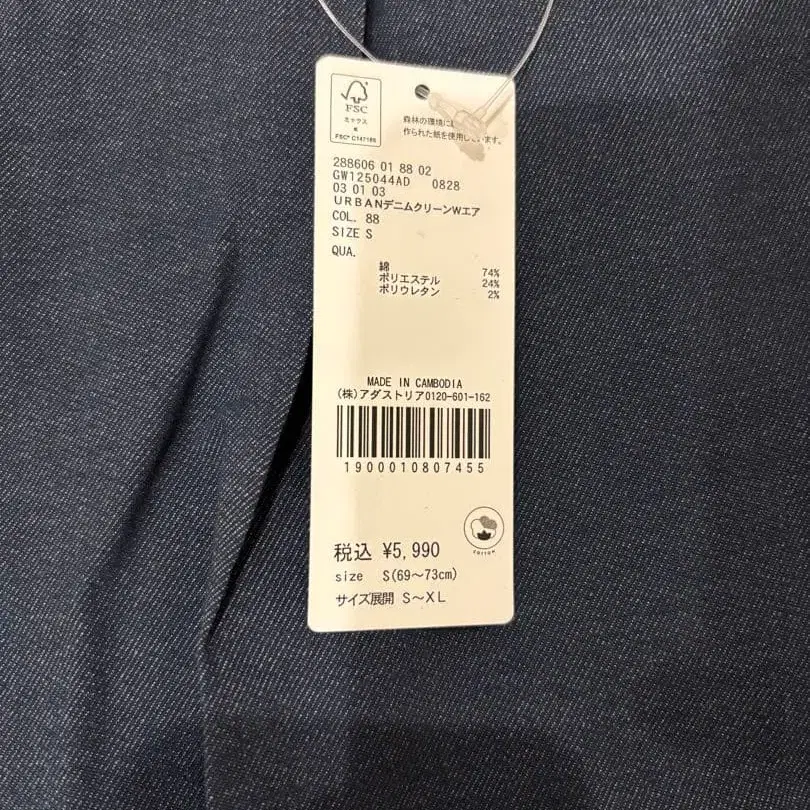 FSC
ミックス
紙
FSC® C147186
森林の環境に
作られた紙を使用しています。
288606 01 88 02
GW125044AD 0828
03 01 03
URBANデニムクリーンWエア
COL. 88
SIZE S
QUA.
綿 74%
ポリエステル 24%
ポリウレタン 2%
MADE IN CAMBODIA
(株)アダストリア0120-601-162
1900010807455
COTTON
税込 ¥5,990
size S(69～73cm)
サイズ展開 S～XL